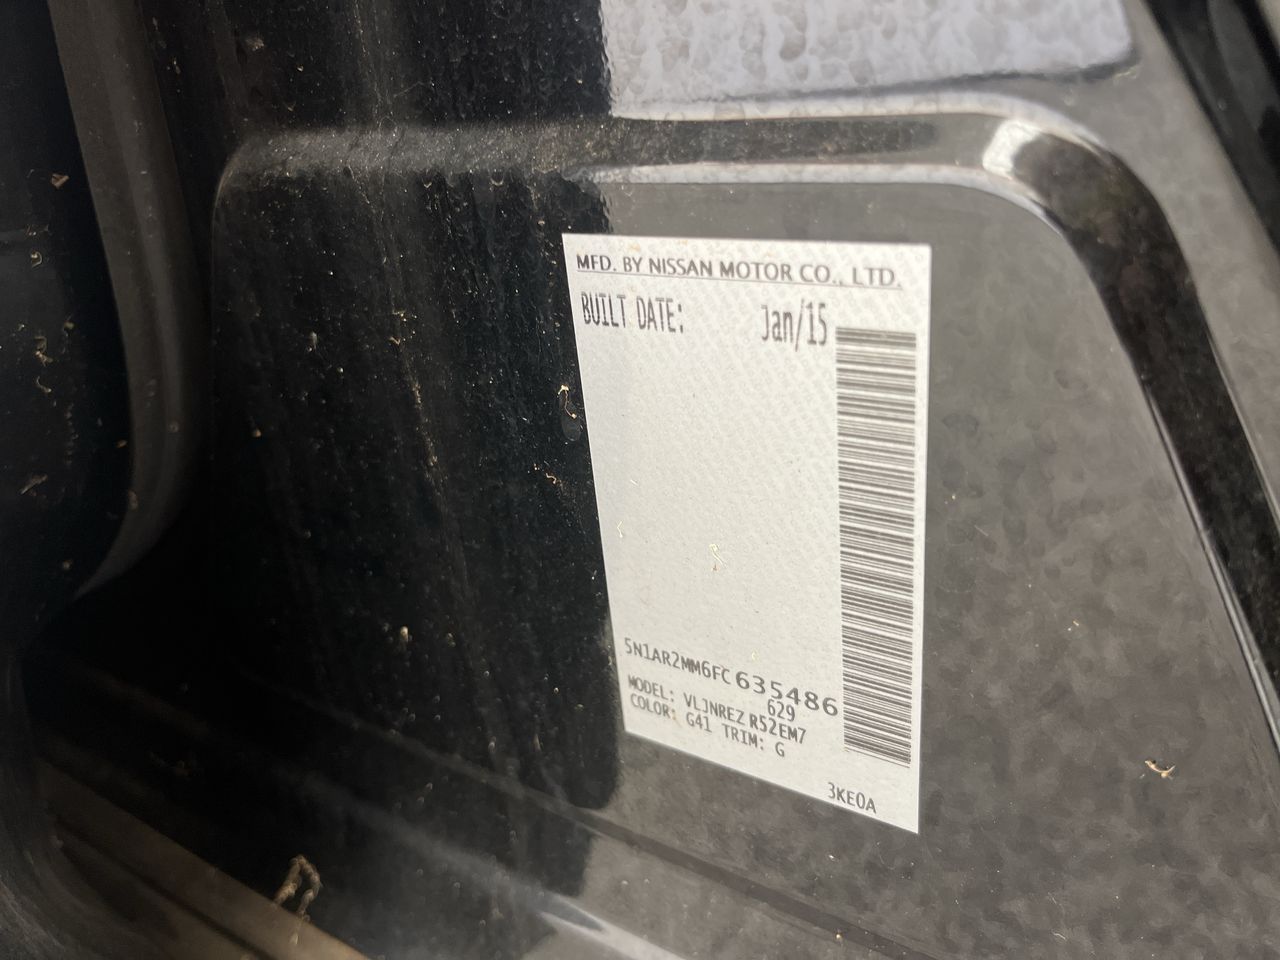 MFD. BY NISSAN MOTOR CO., LTD.
BUILT DATE: Jan/15
5N1AR2MM6FC635486
629
MODEL: VLJNREZ R52EM7
COLOR: G41 TRIM: G
3KE0A